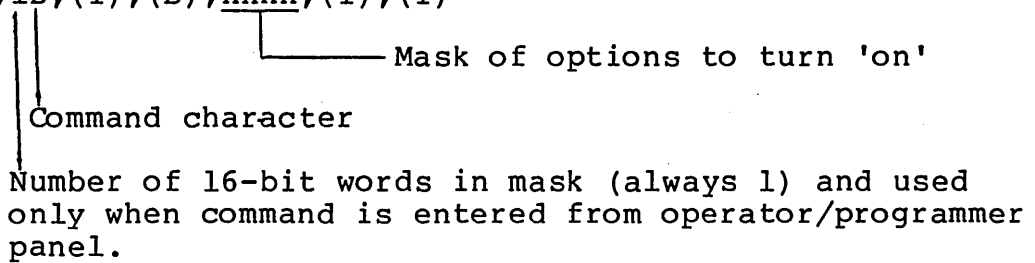 Mask of options to turn 'on'
Command character
Number of 16-bit words in mask (always 1) and used
only when command is entered from operator/programmer
panel.